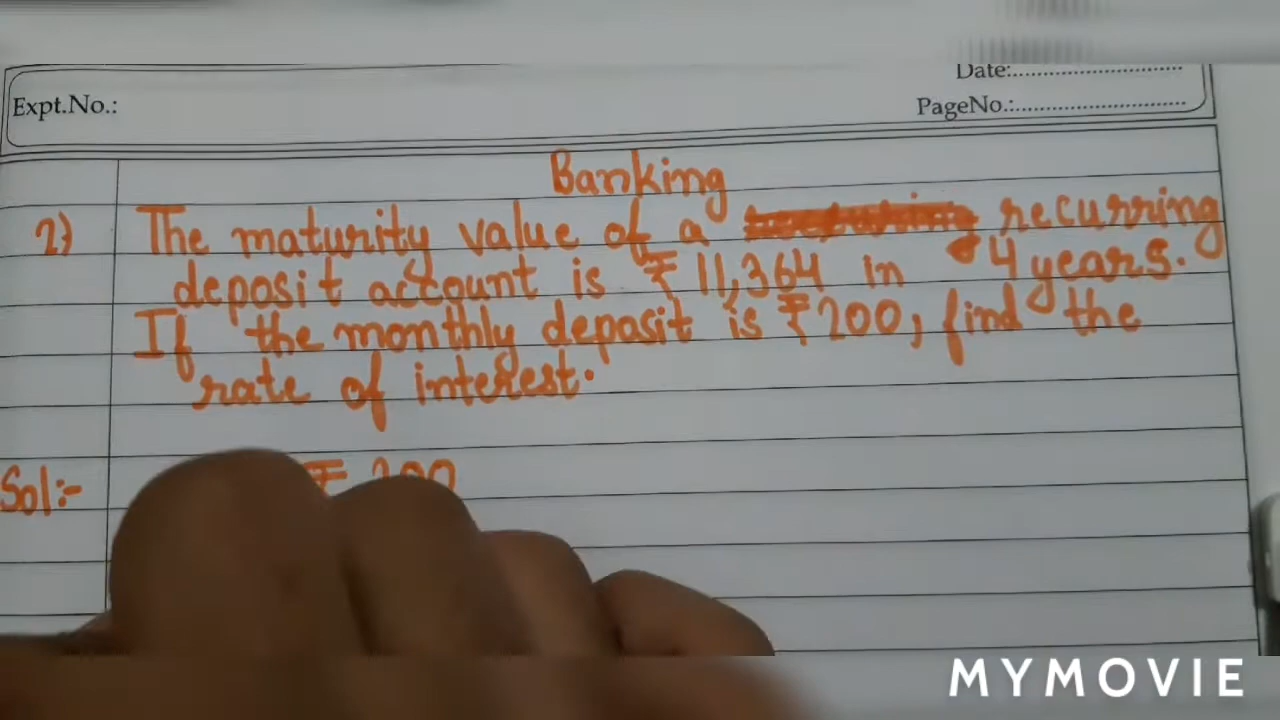 Date:
Expt.No.:
PageNo.:
Banking
2) The maturity value of a recurring
deposit account is ₹ 11,364 in 4 years.
If the monthly deposit is ₹200, find the
rate of interest.
Sol:- ₹ 200
MYMOVIE